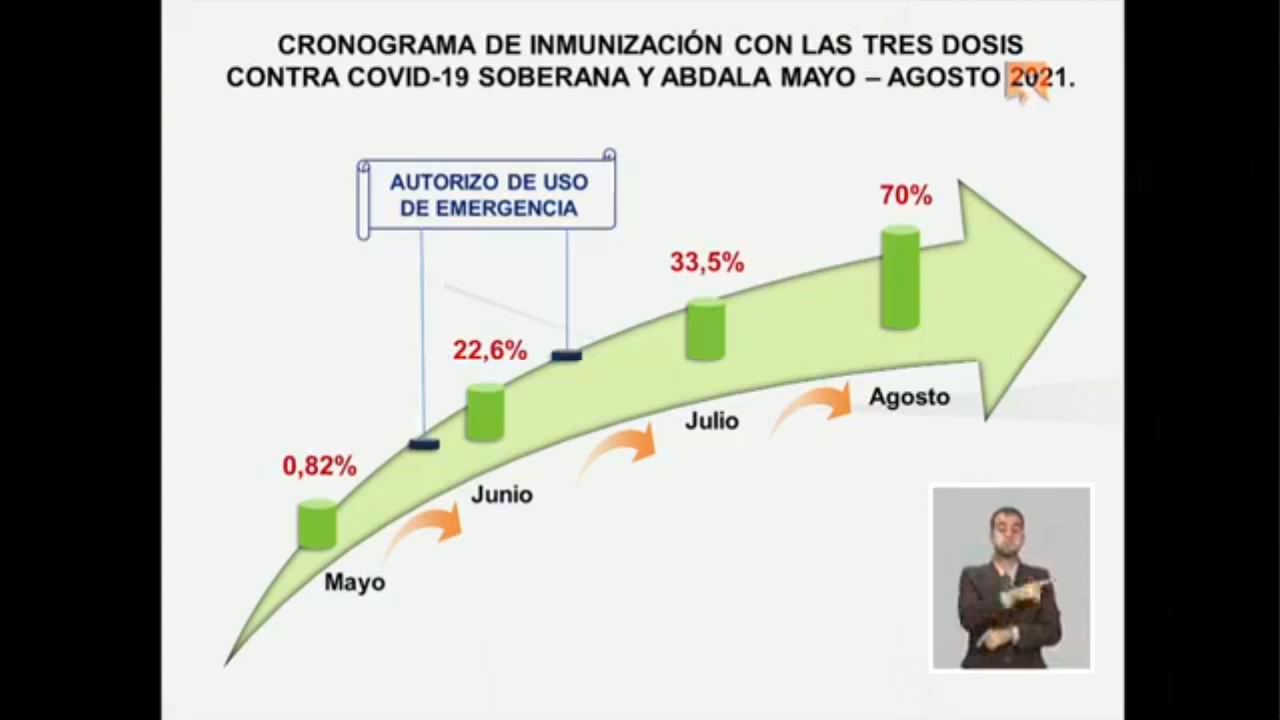 CRONOGRAMA DE INMUNIZACIÓN CON LAS TRES DOSIS
CONTRA COVID-19 SOBERANA Y ABDALA MAYO – AGOSTO 2021.
AUTORIZO DE USO
DE EMERGENCIA
70%
33,5%
22,6%
0,82%
Agosto
Julio
Junio
Mayo